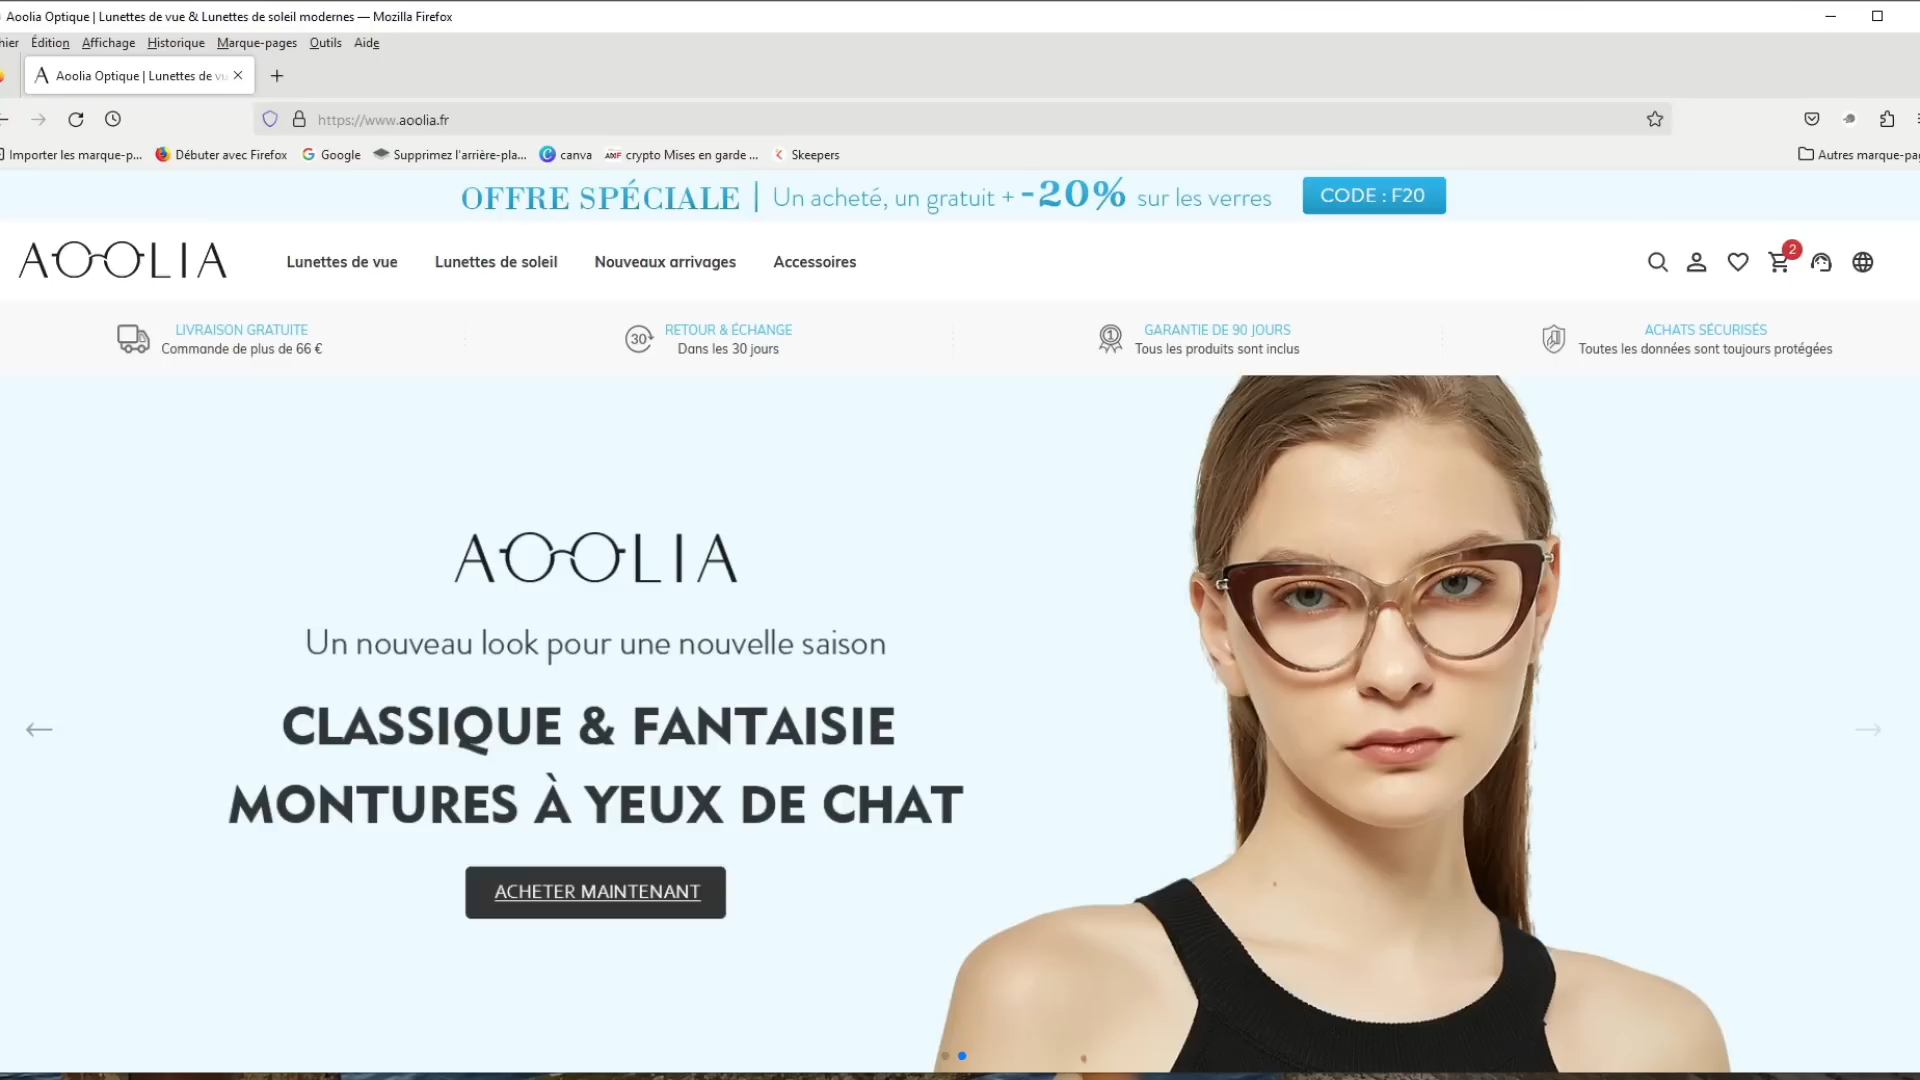 Aoolia Optique | Lunettes de vue & Lunettes de soleil modernes — Mozilla Firefox
Édition Affichage Historique Marque-pages Outils Aide
Aoolia Optique | Lunettes de
https://www.aoolia.fr
Importer les marque-p... Débuter avec Firefox Google Supprimez l'arrière-pla... canva crypto Mises en garde ... Skeepers Autres
OFFRE SPÉCIALE | Un acheté, un gratuit + -20% sur les verres CODE : F20
AOOLIA Lunettes de vue Lunettes de soleil Nouveaux arrivages Accessoires 2
LIVRAISON GRATUITE
Commande de plus de 66 €
30
RETOUR & ÉCHANGE
Dans les 30 jours
1
GARANTIE DE 90 JOURS
Tous les produits sont inclus
ACHATS SÉCURISÉS
Toutes les données sont toujours protégées
AOOLIA
Un nouveau look pour une nouvelle saison
CLASSIQUE & FANTAISIE
MONTURES À YEUX DE CHAT
ACHETER MAINTENANT